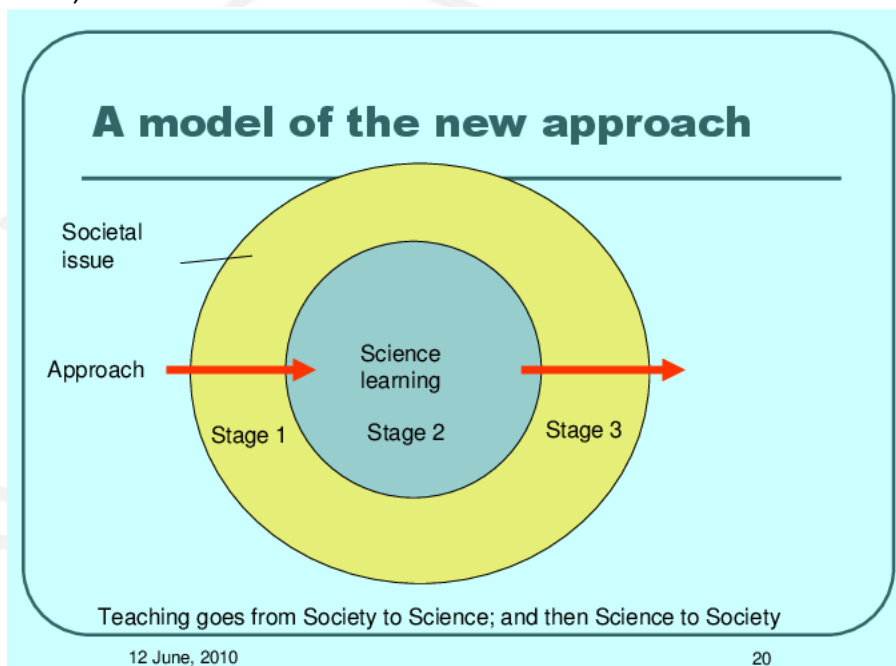 A model of the new approach
Societal
issue
Approach
Science
learning
Stage 1
Stage 2
Stage 3
Teaching goes from Society to Science; and then Science to Society
12 June, 2010
20